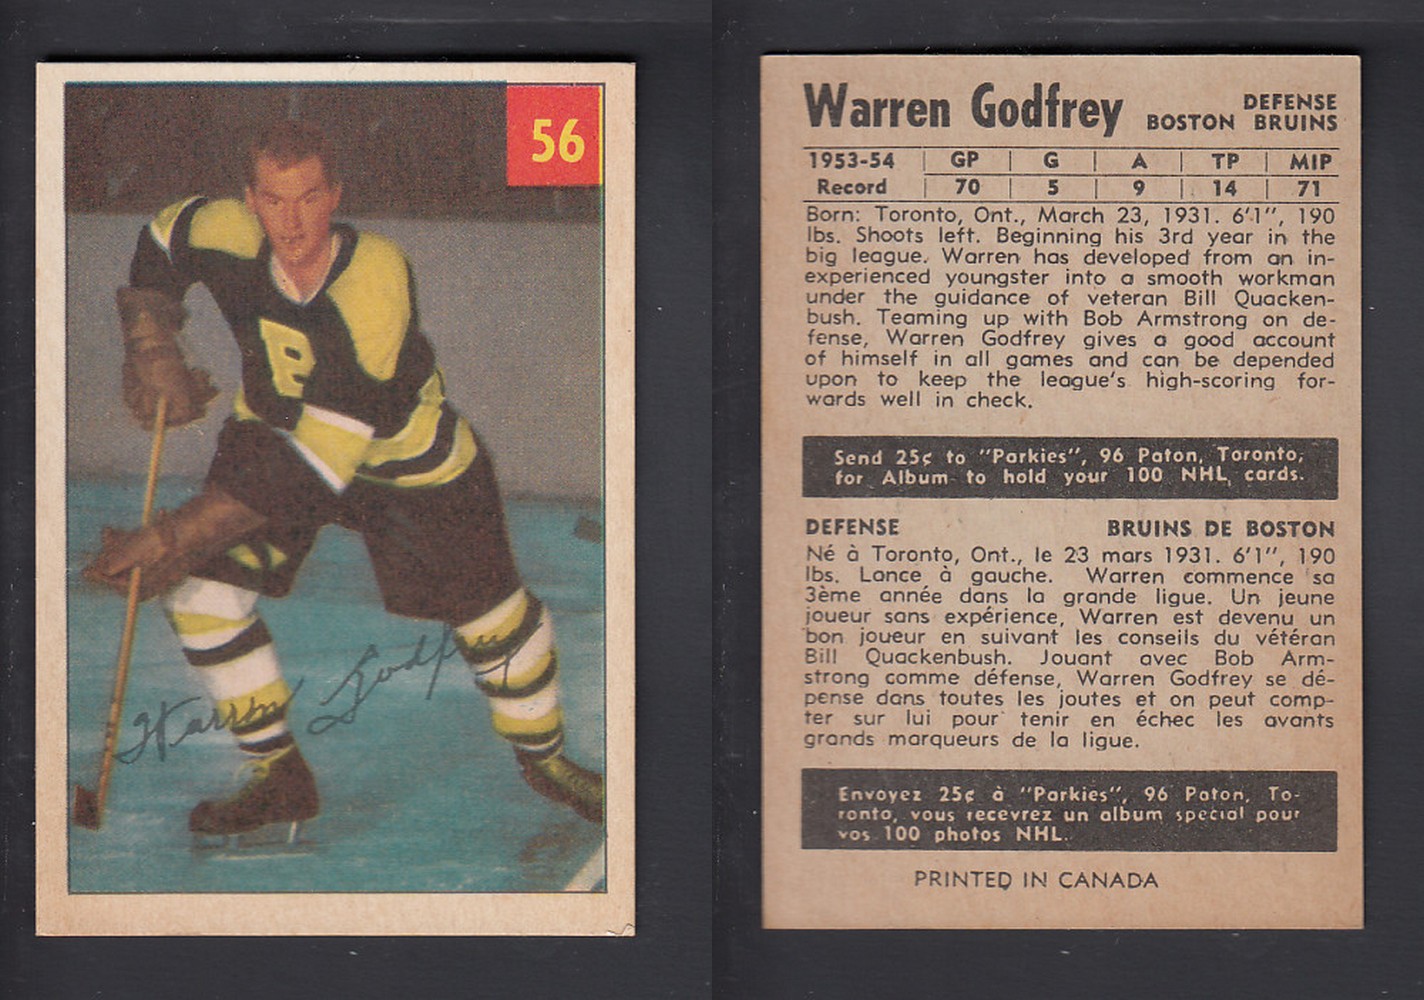 56
B
Warren Godfrey
Warren Godfrey
DEFENSE
BOSTON BRUINS
1953-54 GP G A TP MIP
Record 70 5 9 14 71
Born: Toronto, Ont., March 23, 1931. 6'1", 190
lbs. Shoots left. Beginning his 3rd year in the
big league. Warren has developed from an in-
experienced youngster into a smooth workman
under the guidance of veteran Bill Quacken-
bush. Teaming up with Bob Armstrong on de-
fense, Warren Godfrey gives a good account
of himself in all games and can be depended
upon to keep the league's high-scoring for-
wards well in check.
Send 25¢ to "Parkies", 96 Paton, Toronto,
for Album to hold your 100 NHL cards.
DEFENSE BRUINS DE BOSTON
Né à Toronto, Ont., le 23 mars 1931. 6'1", 190
lbs. Lance à gauche. Warren commence sa
3ème année dans la grande ligue. Un jeune
joueur sans expérience, Warren est devenu un
bon joueur en suivant les conseils du vétéran
Bill Quackenbush. Jouant avec Bob Arm-
strong comme défense, Warren Godfrey se dé-
pense dans toutes les joutes et on peut comp-
ter sur lui pour tenir en échec les avants
grands marqueurs de la ligue.
Envoyez 25¢ à "Parkies", 96 Paton, To-
ronto, vous recevrez un album special pour
vos 100 photos NHL.
PRINTED IN CANADA